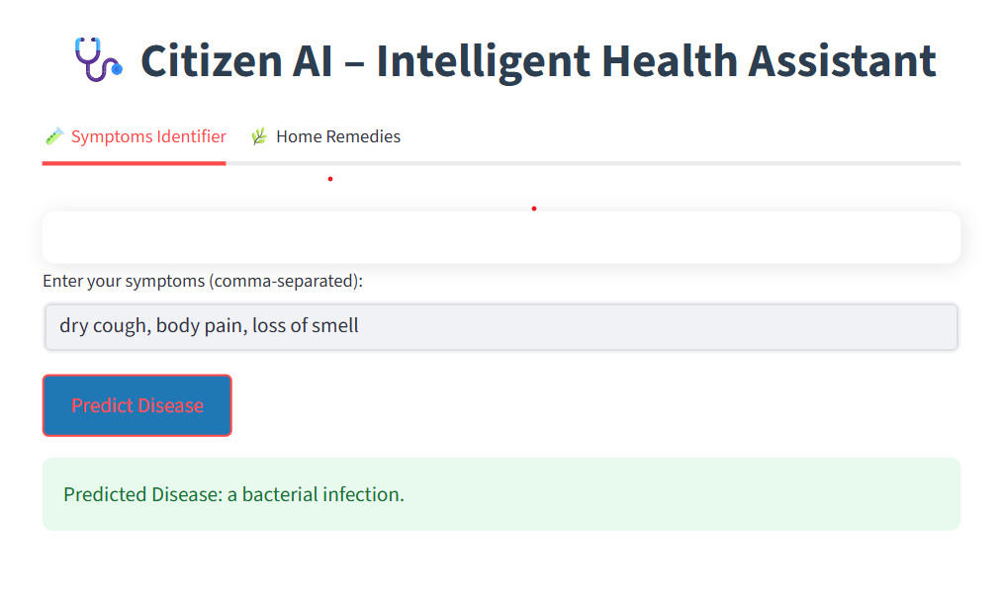 Citizen AI – Intelligent Health Assistant
Symptoms Identifier Home Remedies
Enter your symptoms (comma-separated):
dry cough, body pain, loss of smell
Predict Disease
Predicted Disease: a bacterial infection.